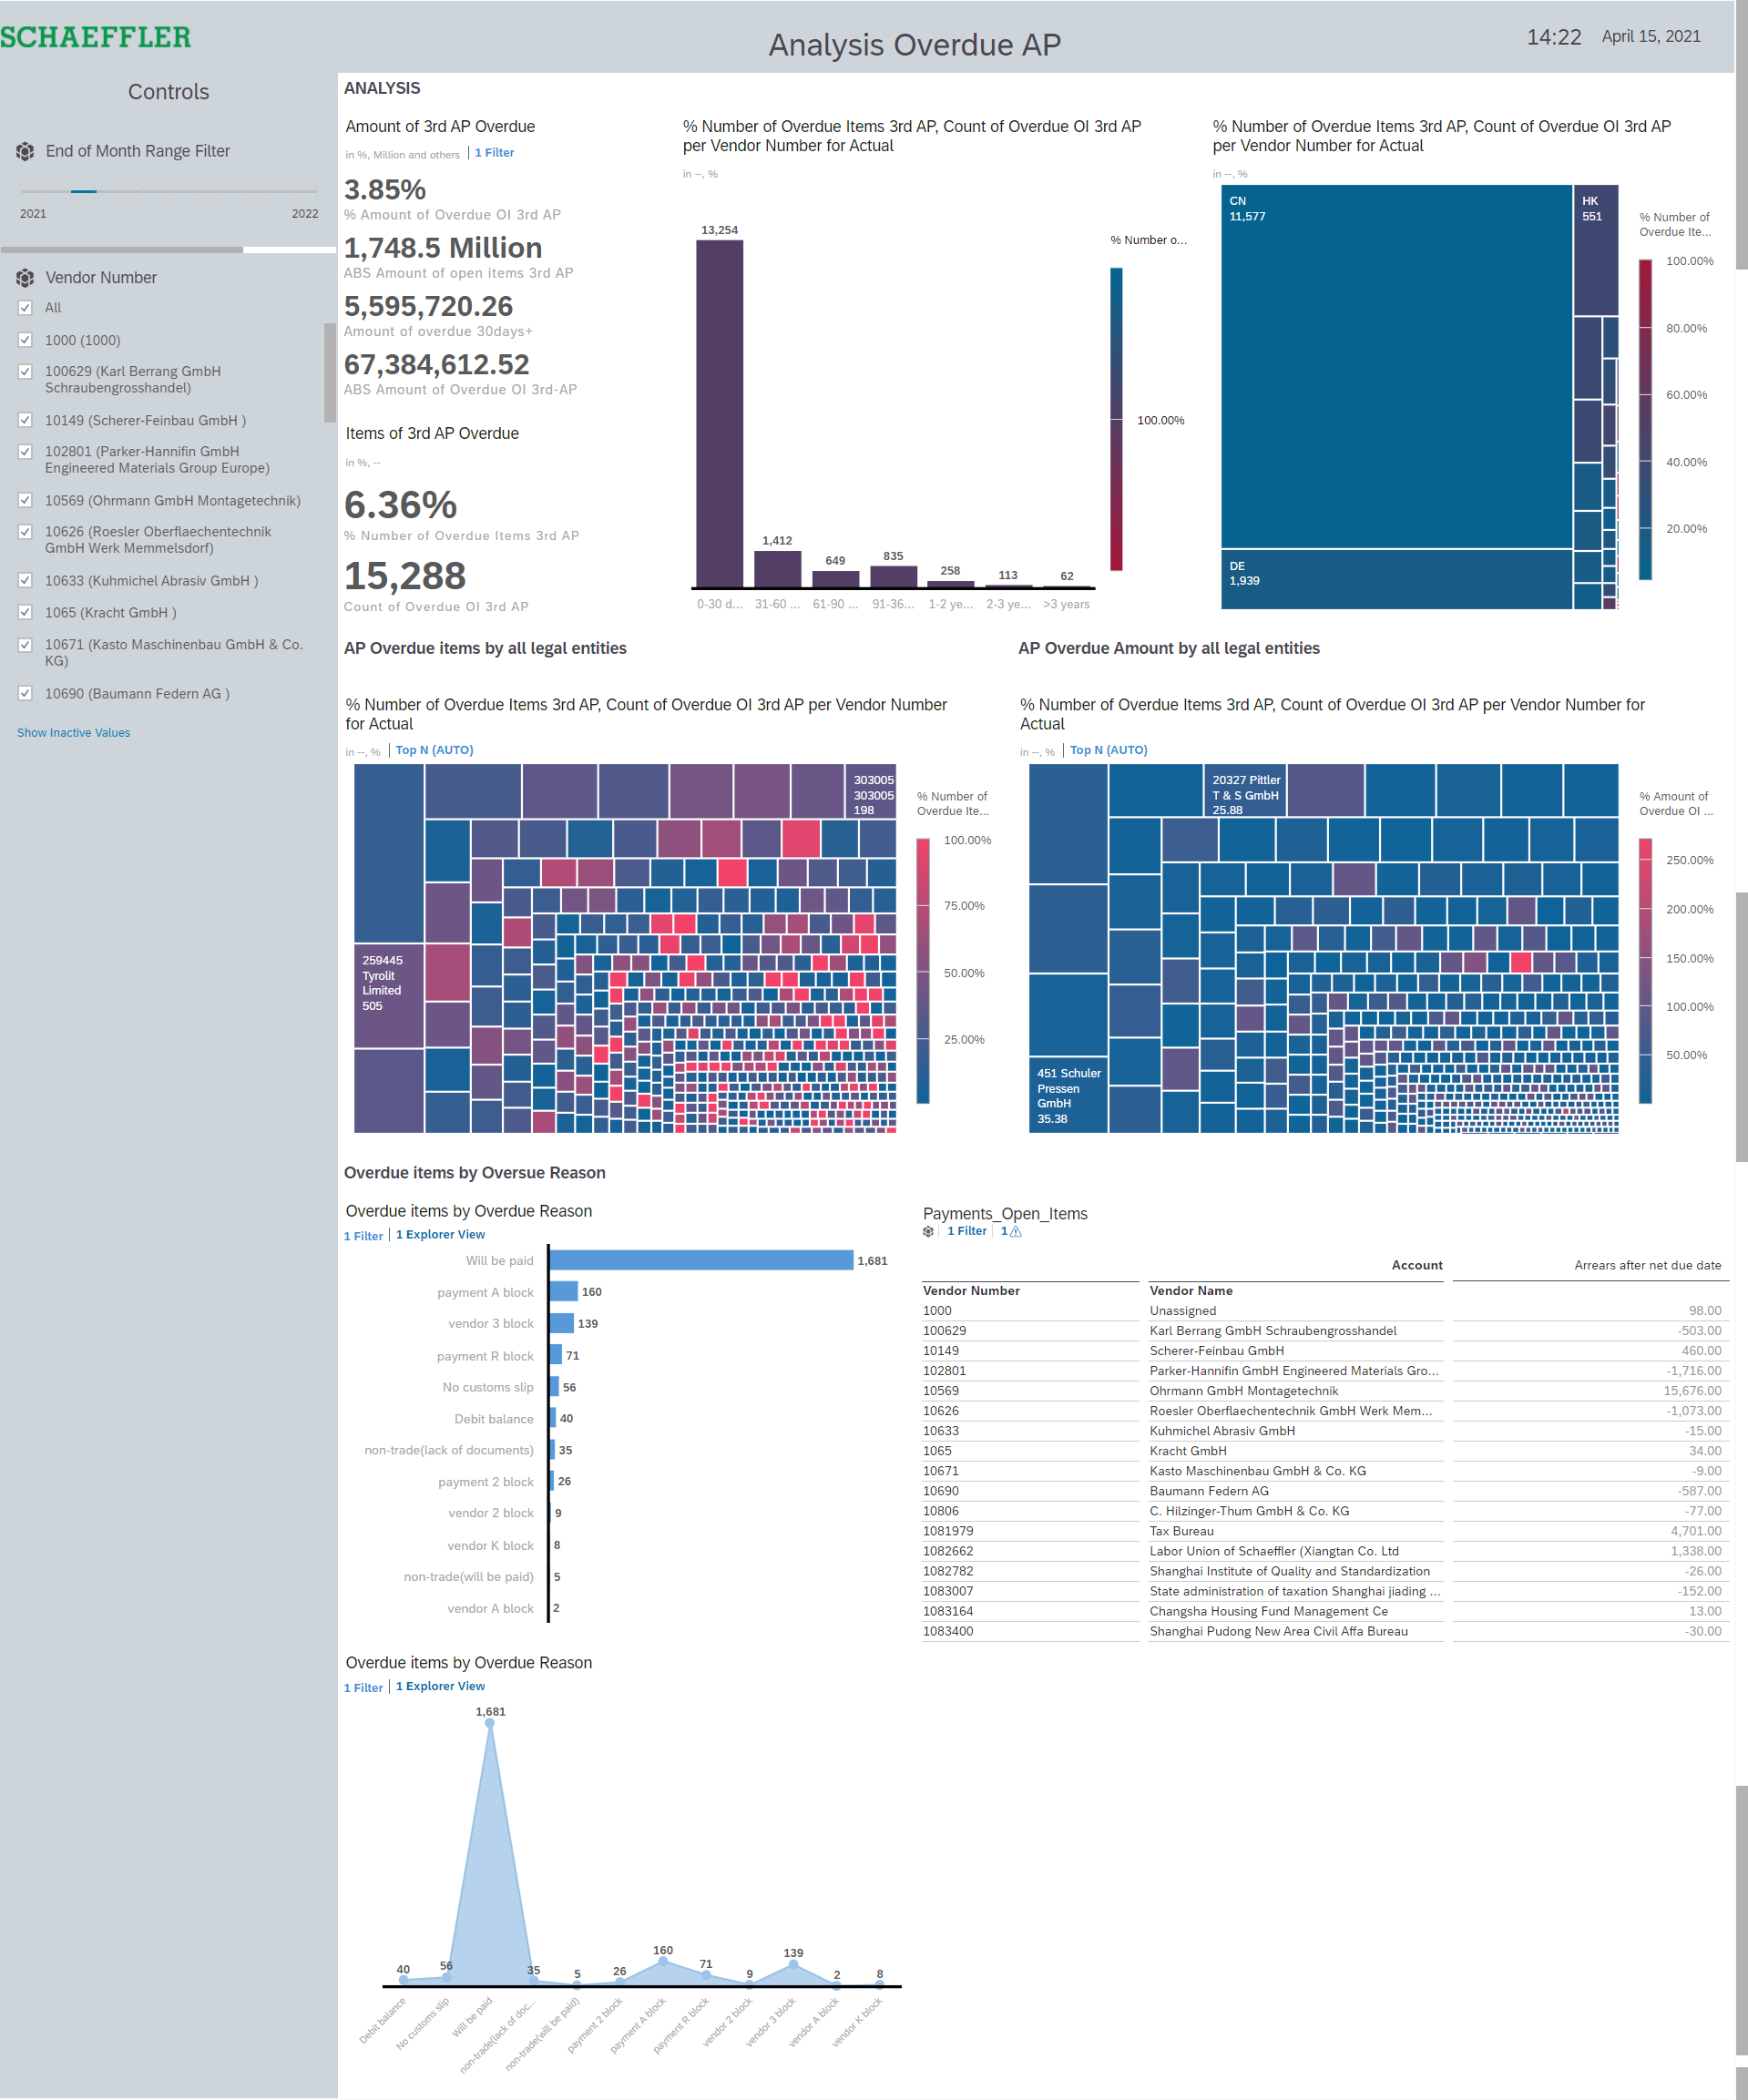 SCHAEFFLER
Analysis Overdue AP
14:22 April 15, 2021
Controls
End of Month Range Filter
2021 2022
Vendor Number
All
1000 (1000)
100629 (Karl Berrang GmbH
Schraubengrosshandel)
10149 (Scherer-Feinbau GmbH )
102801 (Parker-Hannifin GmbH
Engineered Materials Group Europe)
10569 (Ohrmann GmbH Montagetechnik)
10626 (Roesler Oberflaechentechnik
GmbH Werk Memmelsdorf)
10633 (Kuhmichel Abrasiv GmbH )
1065 (Kracht GmbH )
10671 (Kasto Maschinenbau GmbH & Co.
KG)
10690 (Baumann Federn AG )
Show Inactive Values
ANALYSIS
Amount of 3rd AP Overdue
in %, Million and others 1 Filter
3.85%
% Amount of Overdue OI 3rd AP
1,748.5 Million
ABS Amount of open items 3rd AP
5,595,720.26
Amount of overdue 30days+
67,384,612.52
ABS Amount of Overdue OI 3rd-AP
Items of 3rd AP Overdue
in %, --
6.36%
% Number of Overdue Items 3rd AP
15,288
Count of Overdue OI 3rd AP
% Number of Overdue Items 3rd AP, Count of Overdue OI 3rd AP
per Vendor Number for Actual
in --, %
13,254
1,412
649
835
258
113
62
0-30 d... 31-60 ... 61-90 ... 91-36... 1-2 ye... 2-3 ye... >3 years
% Number o...
100.00%
% Number of Overdue Items 3rd AP, Count of Overdue OI 3rd AP
per Vendor Number for Actual
in --, %
CN
11,577
HK
551
DE
1,939
% Number of
Overdue Ite...
100.00%
80.00%
60.00%
40.00%
20.00%
AP Overdue items by all legal entities
% Number of Overdue Items 3rd AP, Count of Overdue OI 3rd AP per Vendor Number
for Actual
in --, % Top N (AUTO)
303005
303005
198
259445
Tyrolit
Limited
505
% Number of
Overdue Ite...
100.00%
75.00%
50.00%
25.00%
AP Overdue Amount by all legal entities
% Number of Overdue Items 3rd AP, Count of Overdue OI 3rd AP per Vendor Number for
Actual
in --, % Top N (AUTO)
20327 Pittler
T & S GmbH
25.88
451 Schuler
Pressen
GmbH
35.38
% Amount of
Overdue OI ...
250.00%
200.00%
150.00%
100.00%
50.00%
Overdue items by Oversue Reason
Overdue items by Overdue Reason
1 Filter 1 Explorer View
Will be paid 1,681
payment A block 160
vendor 3 block 139
payment R block 71
No customs slip 56
Debit balance 40
non-trade(lack of documents) 35
payment 2 block 26
vendor 2 block 9
vendor K block 8
non-trade(will be paid) 5
vendor A block 2
Payments_Open_Items
1 Filter 1
Account Arrears after net due date
Vendor Number Vendor Name
1000 Unassigned 98.00
100629 Karl Berrang GmbH Schraubengrosshandel -503.00
10149 Scherer-Feinbau GmbH 460.00
102801 Parker-Hannifin GmbH Engineered Materials Gro... -1,716.00
10569 Ohrmann GmbH Montagetechnik 15,676.00
10626 Roesler Oberflaechentechnik GmbH Werk Mem... -1,073.00
10633 Kuhmichel Abrasiv GmbH -15.00
1065 Kracht GmbH 34.00
10671 Kasto Maschinenbau GmbH & Co. KG -9.00
10690 Baumann Federn AG -587.00
10806 C. Hilzinger-Thum GmbH & Co. KG -77.00
1081979 Tax Bureau 4,701.00
1082662 Labor Union of Schaeffler (Xiangtan Co. Ltd 1,338.00
1082782 Shanghai Institute of Quality and Standardization -26.00
1083007 State administration of taxation Shanghai jiading ... -152.00
1083164 Changsha Housing Fund Management Ce 13.00
1083400 Shanghai Pudong New Area Civil Affa Bureau -30.00
Overdue items by Overdue Reason
1 Filter 1 Explorer View
1,681
40 56 35 5 26 160 71 9 139 2 8
Debit balance
No customs slip
Will be paid
non-trade(lack of doc...
non-trade(will be paid)
payment 2 block
payment A block
payment R block
vendor 2 block
vendor 3 block
vendor A block
vendor K block